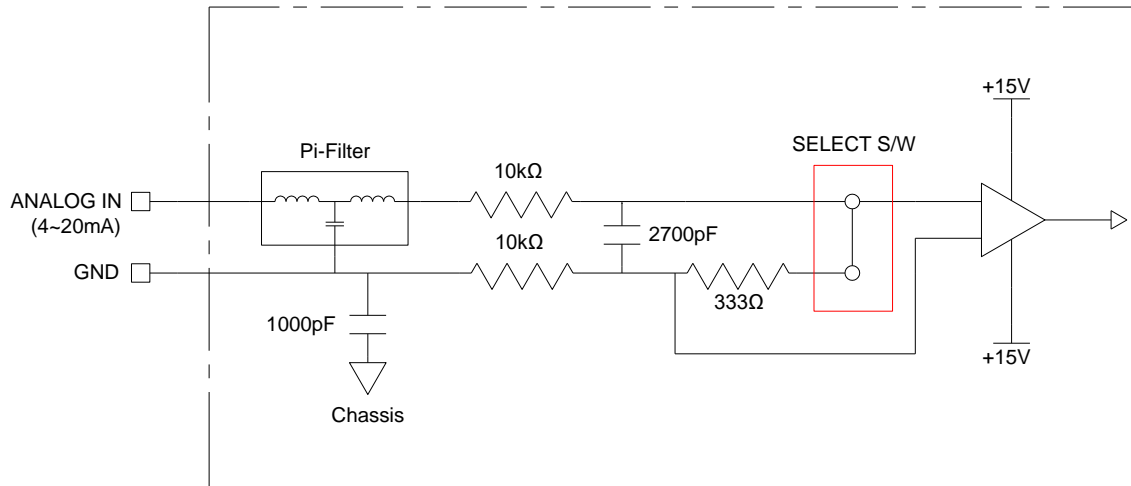 +15V
SELECT S/W
Pi-Filter
10kΩ
ANALOG IN
(4~20mA)
2700pF
10kΩ
GND
333Ω
1000pF
+15V
Chassis